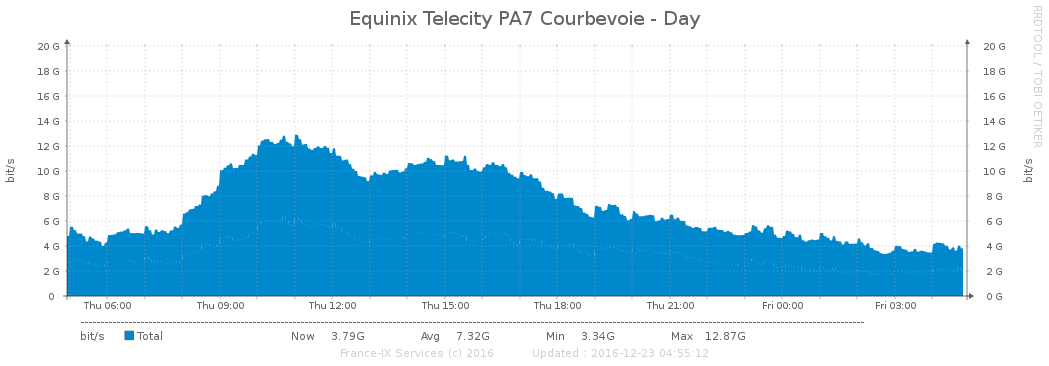 Equinix Telecity PA7 Courbevoie - Day
RRDTOOL / TOBI OETIKER
bit/s
20 G 20 G
18 G 18 G
16 G 16 G
14 G 14 G
12 G 12 G
10 G 10 G
8 G 8 G
6 G 6 G
4 G 4 G
2 G 2 G
0 0 G
bit/s
Thu 06:00 Thu 09:00 Thu 12:00 Thu 15:00 Thu 18:00 Thu 21:00 Fri 00:00 Fri 03:00
bit/s Total Now 3.79G Avg 7.32G Min 3.34G Max 12.87G
France-IX Services (c) 2016 Updated : 2016-12-23 04:55:12